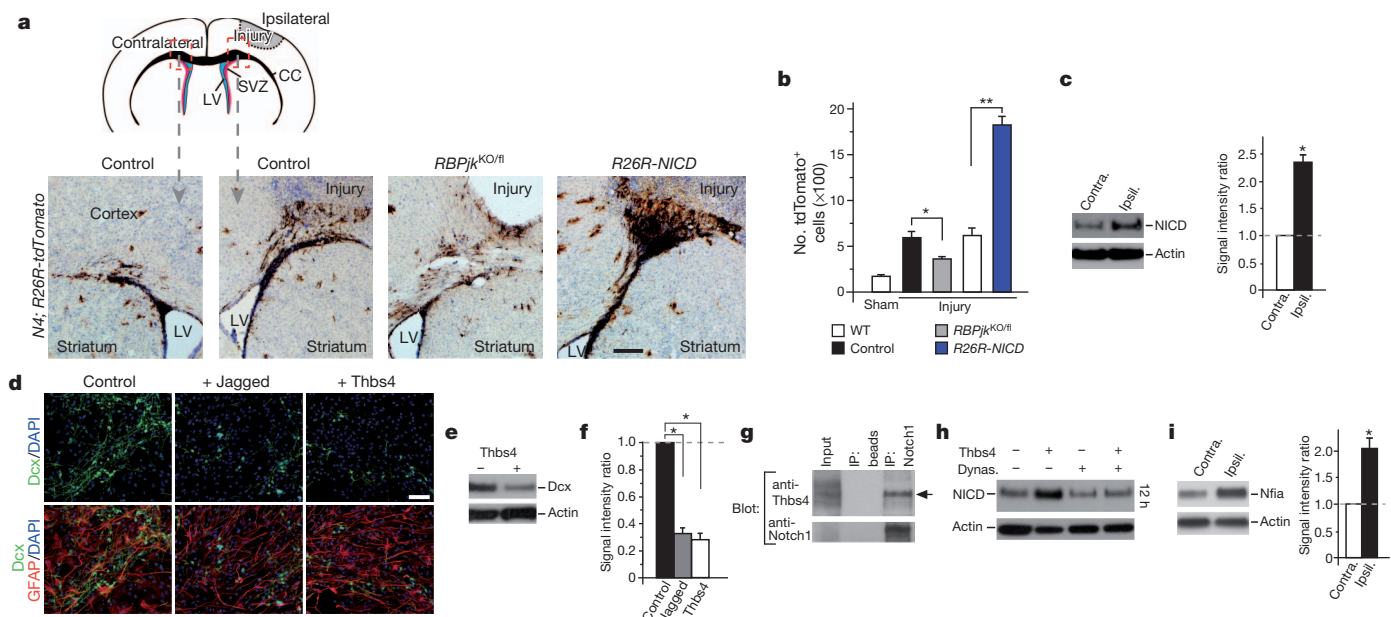 a
Ipsilateral
Contralateral
Injury
CC
SVZ
LV
Control
Control
RBPjk^KO/fl
R26R-NICD
N4; R26R-tdTomato
Cortex
Injury
Injury
Injury
LV
LV
LV
LV
Striatum
Striatum
Striatum
Striatum
b
No. tdTomato+
cells (×100)
20
15
10
5
0
*
**
Sham
Injury
WT
RBPjk^KO/fl
Control
R26R-NICD
c
Contra.
Ipsil.
NICD
Actin
Signal intensity ratio
2.5
2.0
1.5
1.0
0.5
*
Contra.
Ipsil.
d
Control
+ Jagged
+ Thbs4
Dcx/DAPI
Dcx
GFAP/DAPI
e
Thbs4
– +
Dcx
Actin
f
Signal intensity ratio
1.0
0.8
0.6
0.4
0.2
0
*
*
Control
Jagged
Thbs4
g
Input
IP:
beads
IP:
Notch1
Blot:
anti-
Thbs4
anti-
Notch1
h
Thbs4 – + – +
Dynas. – – + +
NICD
Actin
12 h
i
Contra.
Ipsil.
Nfia
Actin
Signal intensity ratio
2.0
1.5
1.0
0.5
0
*
Contra.
Ipsil.